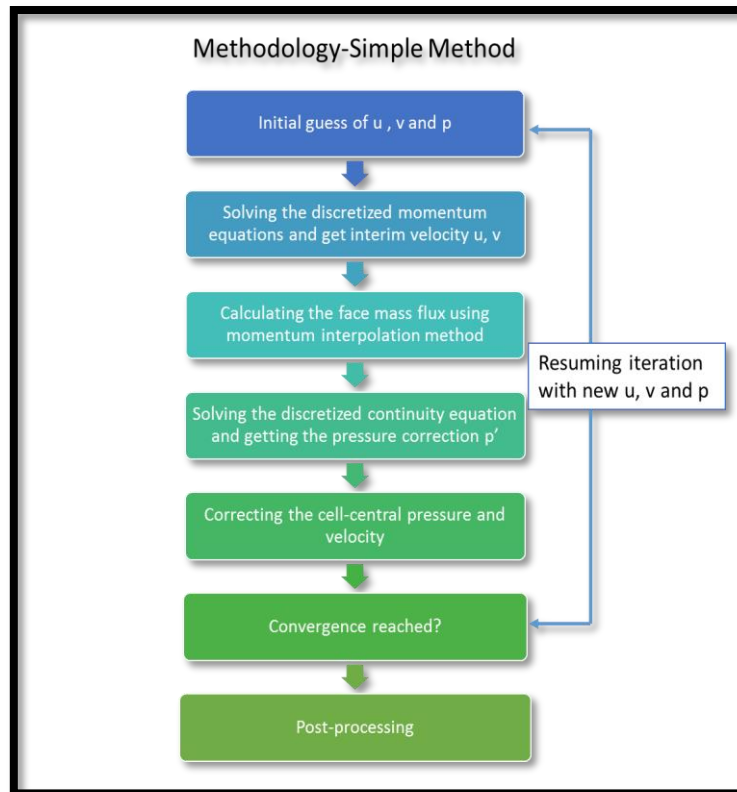 Methodology-Simple Method
Initial guess of u , v and p
Solving the discretized momentum
equations and get interim velocity u, v
Calculating the face mass flux using
momentum interpolation method
Resuming iteration
with new u, v and p
Solving the discretized continuity equation
and getting the pressure correction p’
Correcting the cell-central pressure and
velocity
Convergence reached?
Post-processing